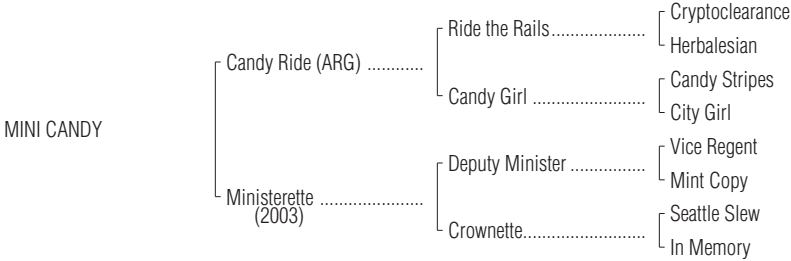 Cryptoclearance
Ride the Rails.....................
Herbalesian
Candy Ride (ARG) ............
Candy Stripes
Candy Girl ........................
City Girl
MINI CANDY
Vice Regent
Deputy Minister ................
Mint Copy
Ministerette ......................
(2003)
Seattle Slew
Crownette..........................
In Memory